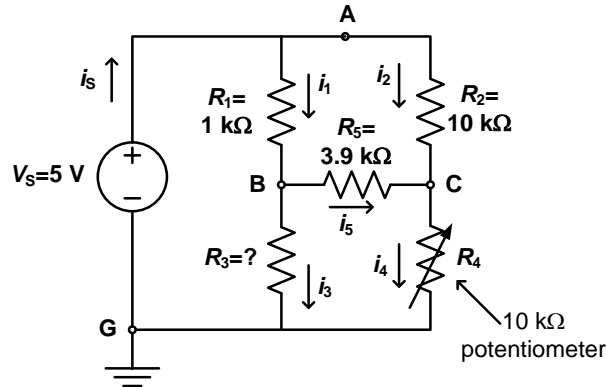 A
iS
i1
i2
R1=
1 kΩ
R2=
10 kΩ
R5=
3.9 kΩ
VS=5 V
+
−
B
C
i5
R3=?
i3
i4
R4
G
10 kΩ
potentiometer